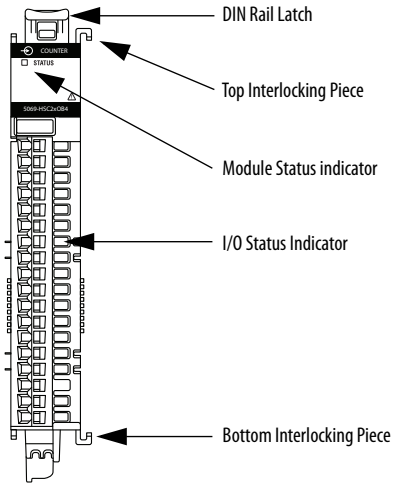 DIN Rail Latch
COUNTER
STATUS
Top Interlocking Piece
5069-HSC2xOB4
Module Status indicator
I/O Status Indicator
Bottom Interlocking Piece